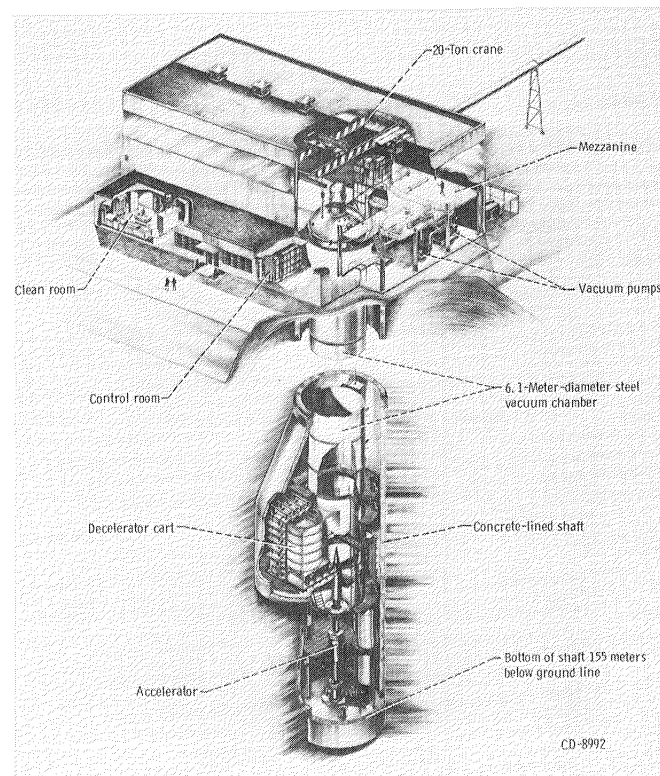 20-Ton crane
Mezzanine
Clean room
Vacuum pumps
Control room
6.1-Meter-diameter steel
vacuum chamber
Decelerator cart
Concrete-lined shaft
Accelerator
Bottom of shaft 155 meters
below ground line
CD-8992